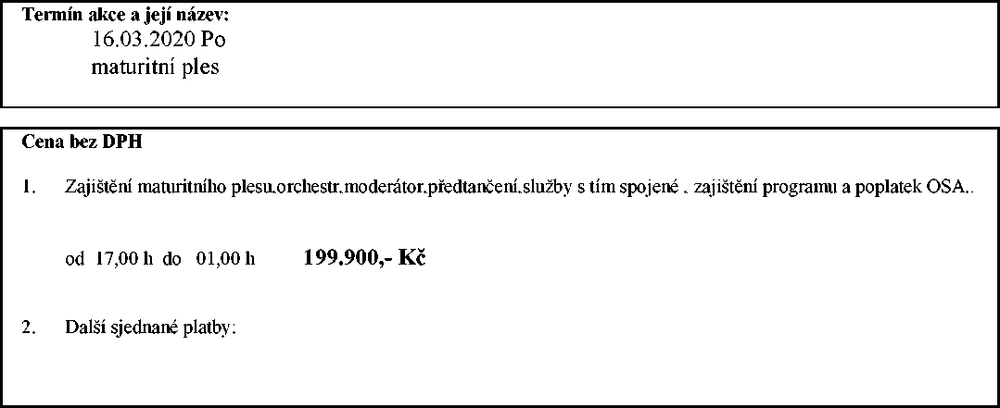 Termín akce a její název:
16.03.2020 Po
maturitní ples
Cena bez DPH
1. Zajištění maturitního plesu,orchestr,moderátor,předtančení,služby s tím spojené , zajištění programu a poplatek OSA..
od 17,00 h do 01,00 h 199.900,- Kč
2. Další sjednané platby: